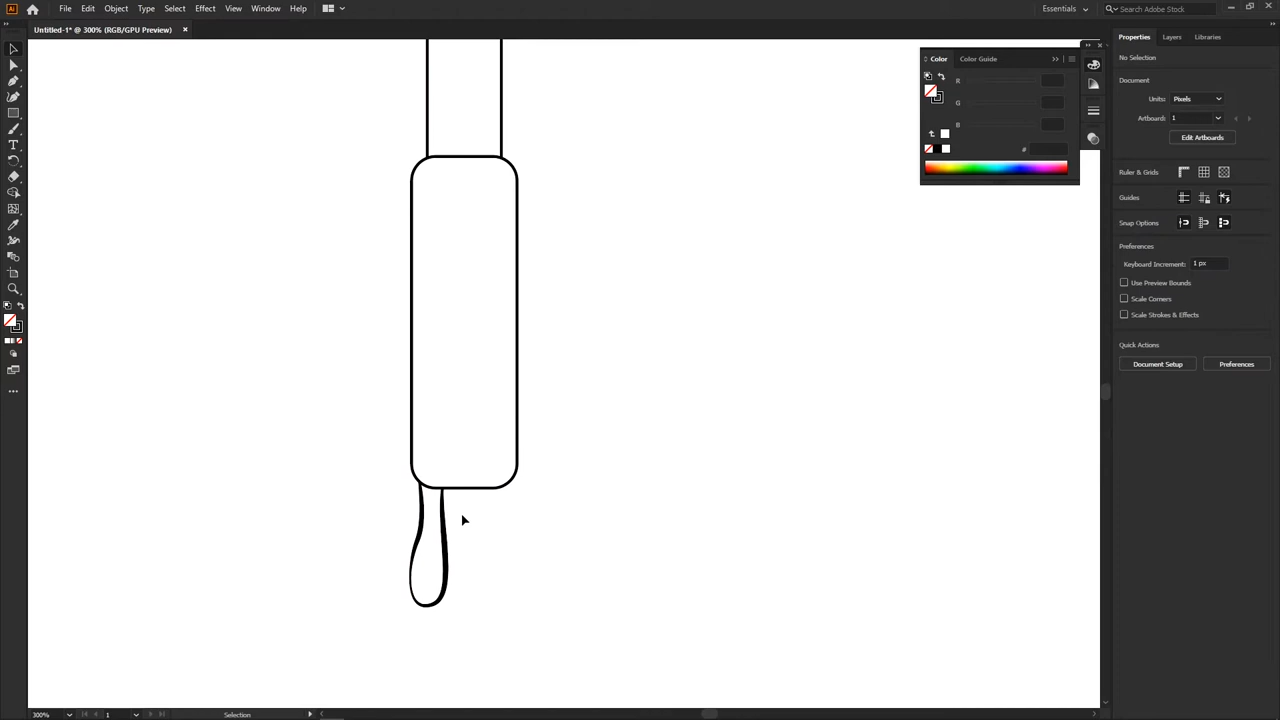 Ai File Edit Object Type Select Effect View Window Help Essentials Search Adobe Stock
Untitled-1* @ 300% (RGB/GPU Preview) ×
Color Color Guide
R
G
B
#
Properties Layers Libraries
No Selection
Document
Units: Pixels
Artboard: 1
Edit Artboards
Ruler & Grids
Guides
Snap Options
Preferences
Keyboard Increment: 1 px
Use Preview Bounds
Scale Corners
Scale Strokes & Effects
Quick Actions
Document Setup Preferences
300% 1 Selection